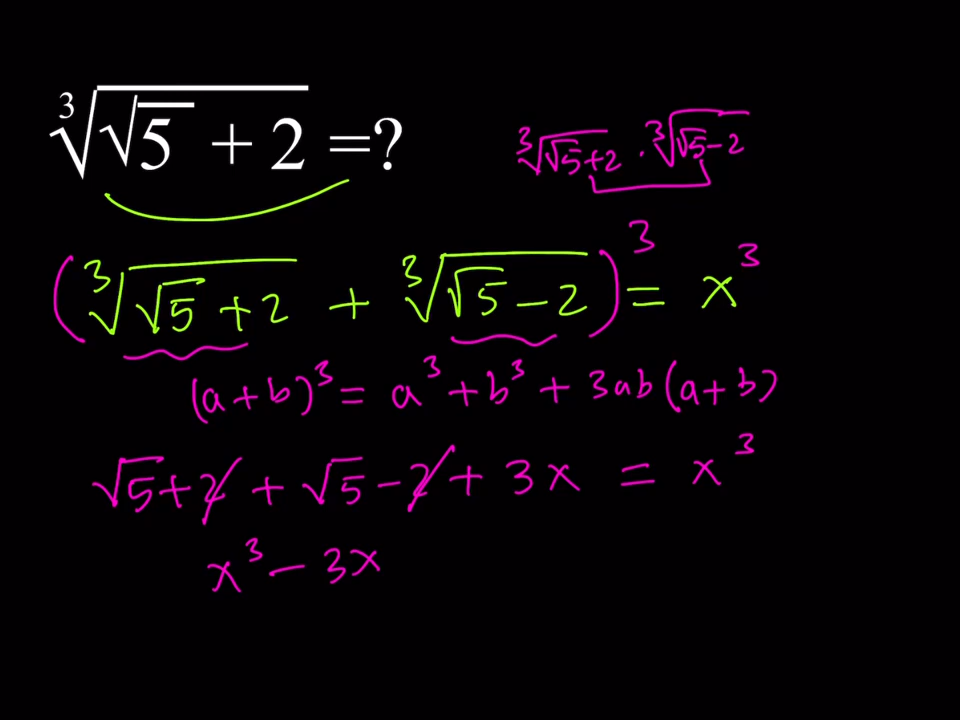 ∛(√5 + 2) = ?
∛(√5+2) · ∛(√5−2)
(∛(√5 + 2) + ∛(√5 − 2))³ = x³
(a+b)³ = a³ + b³ + 3ab(a+b)
√5+2 + √5−2 + 3x = x³
x³ − 3x